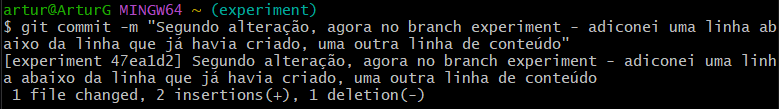 artur@ArturG MINGW64 ~ (experiment)
$ git commit -m "Segundo alteração, agora no branch experiment - adiconei uma linha ab
aixo da linha que já havia criado, uma outra linha de conteúdo"
[experiment 47ea1d2] Segundo alteração, agora no branch experiment - adiconei uma linh
a abaixo da linha que já havia criado, uma outra linha de conteúdo
 1 file changed, 2 insertions(+), 1 deletion(-)